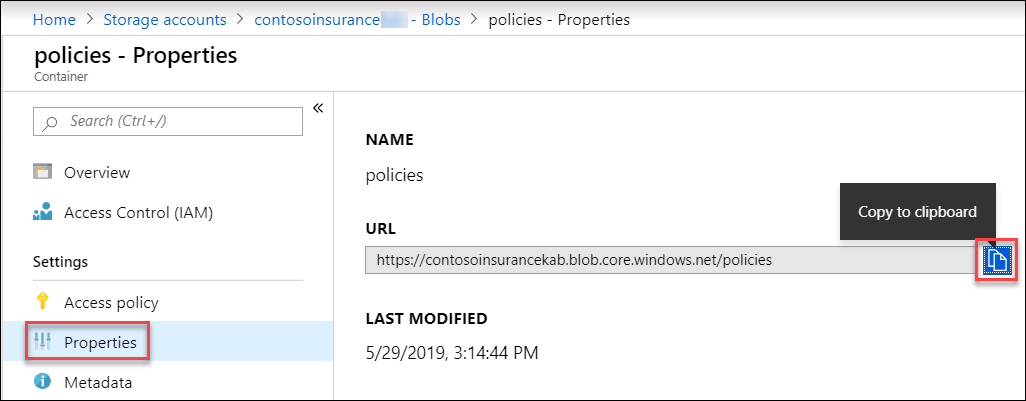 Home > Storage accounts > contosoinsurance - Blobs > policies - Properties
policies - Properties
Container
«
Search (Ctrl+/)
Overview
Access Control (IAM)
Settings
Access policy
Properties
Metadata
NAME
policies
Copy to clipboard
URL
https://contosoinsurancekab.blob.core.windows.net/policies
LAST MODIFIED
5/29/2019, 3:14:44 PM